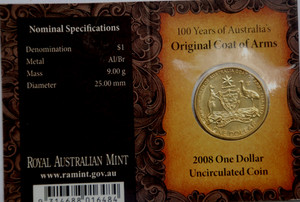 Nominal Specifications
Denomination $1
Metal Al/Br
Mass 9.00 g
Diameter 25.00 mm
ROYAL AUSTRALIAN MINT
www.ramint.gov.au
100 Years of Australia's
Original Coat of Arms
2008 One Dollar
Uncirculated Coin